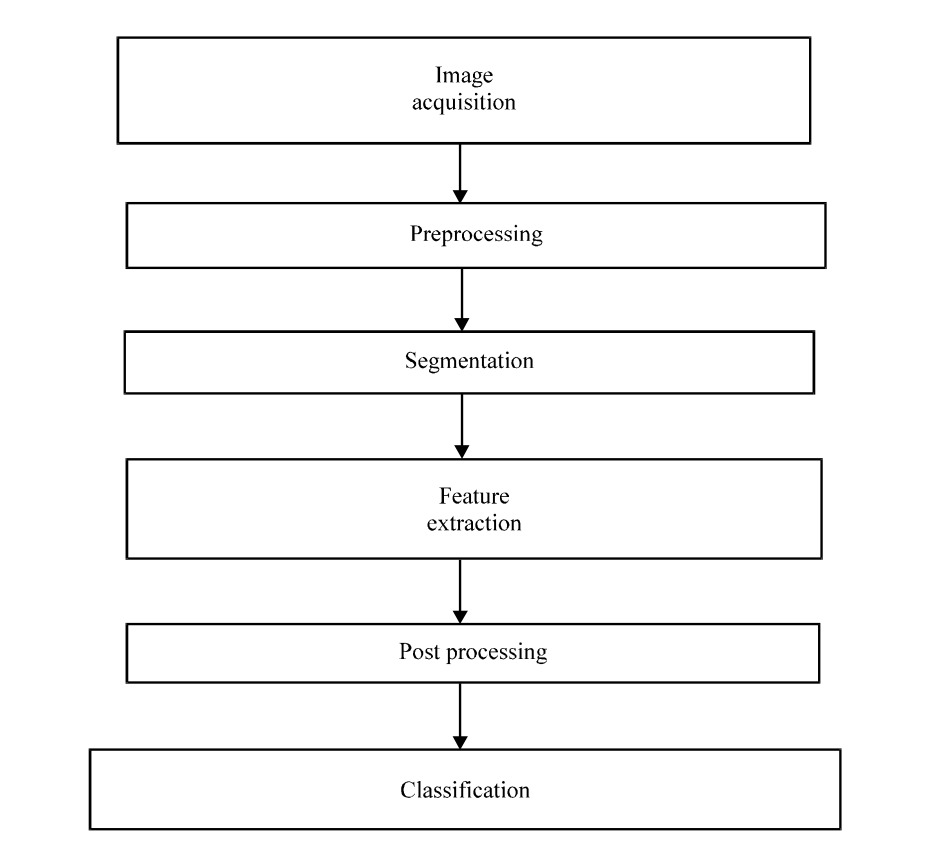 Image
acquisition
Preprocessing
Segmentation
Feature
extraction
Post processing
Classification